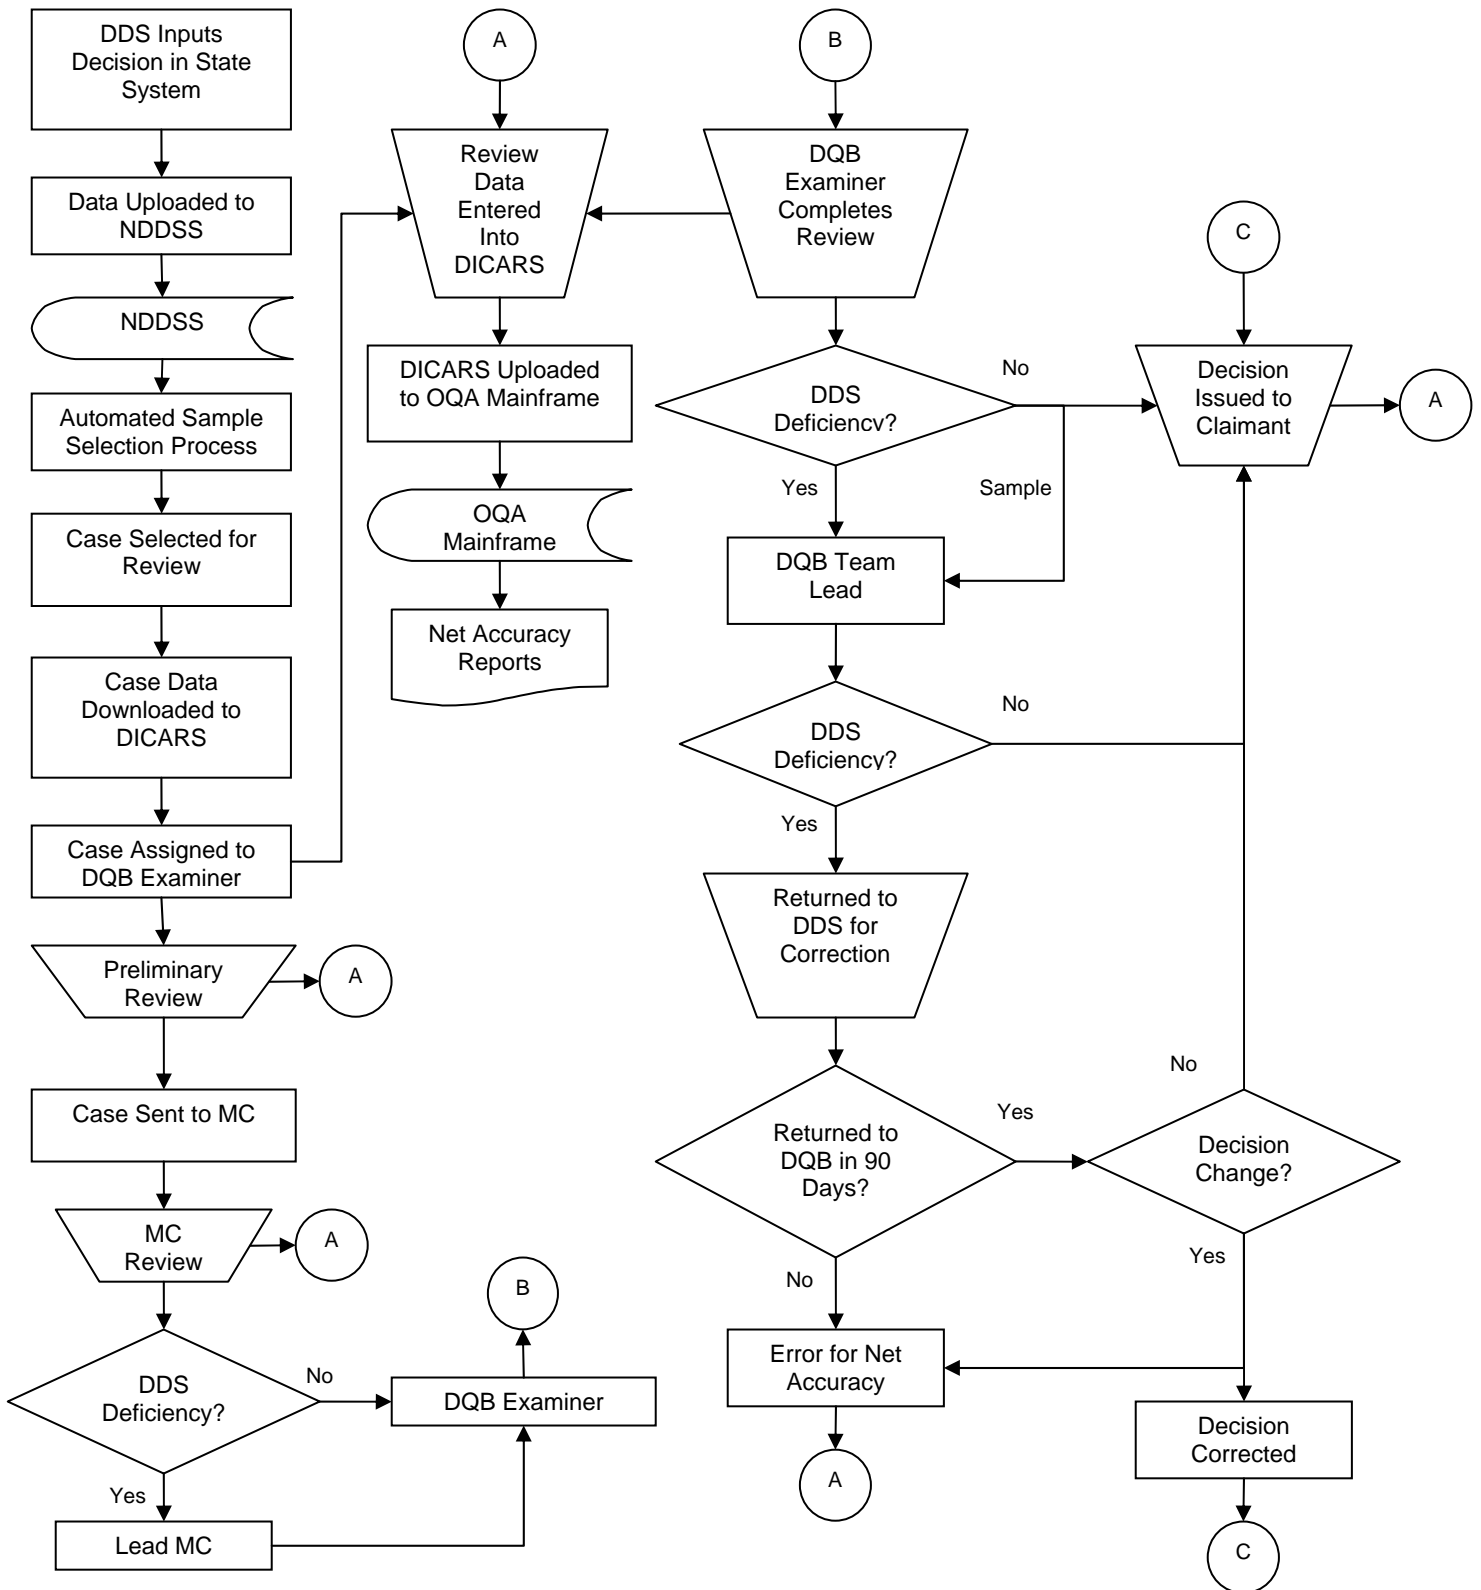 DDS Inputs
Decision in State
System
Data Uploaded to
NDDSS
NDDSS
Automated Sample
Selection Process
Case Selected for
Review
Case Data
Downloaded to
DICARS
Case Assigned to
DQB Examiner
Preliminary
Review
A
Case Sent to MC
MC
Review
A
DDS
Deficiency?
No
Yes
Lead MC
DQB Examiner
B
A
Review
Data
Entered
Into
DICARS
DICARS Uploaded
to OQA Mainframe
OQA
Mainframe
Net Accuracy
Reports
B
DQB
Examiner
Completes
Review
DDS
Deficiency?
No
Yes
Sample
DQB Team
Lead
DDS
Deficiency?
No
Yes
Returned to
DDS for
Correction
Returned to
DQB in 90
Days?
Yes
No
Error for Net
Accuracy
A
C
Decision
Issued to
Claimant
A
No
Decision
Change?
Yes
Decision
Corrected
C